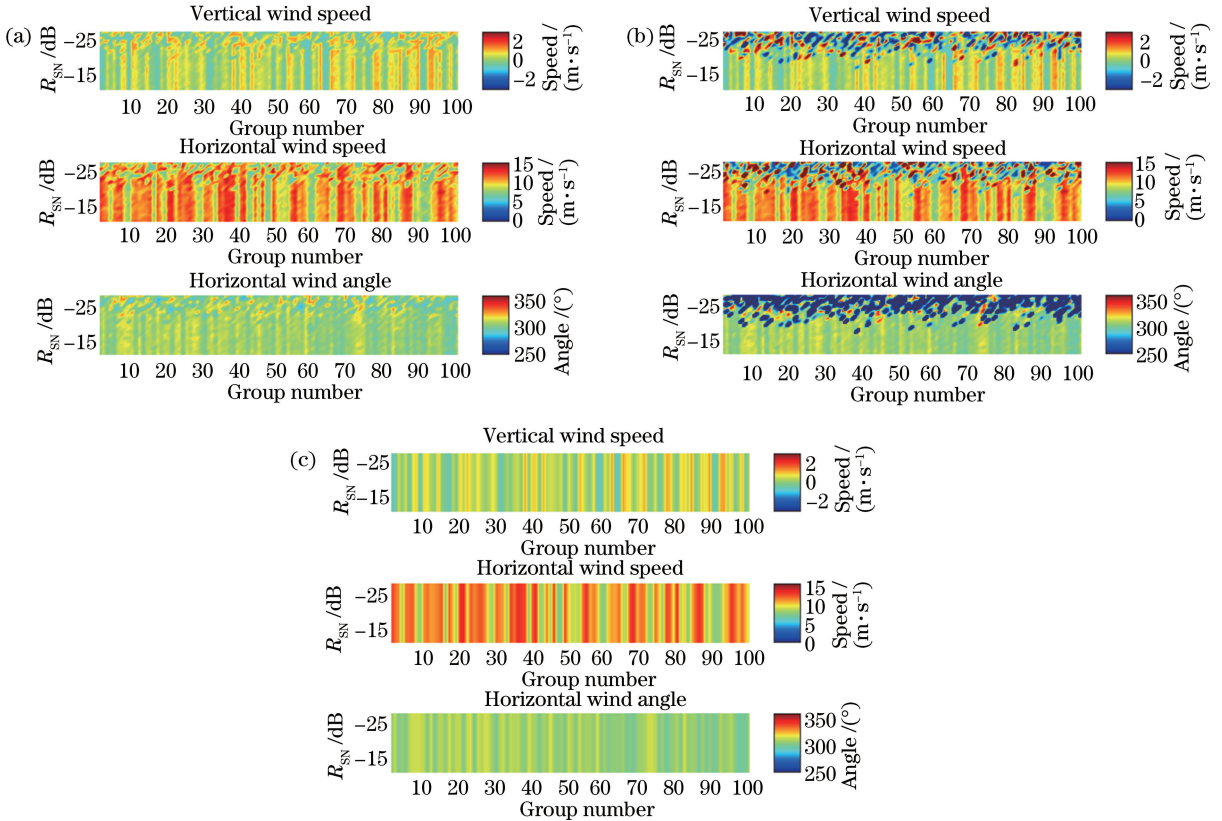 (a)
Vertical wind speed
R_SN /dB
−25
−15
10 20 30 40 50 60 70 80 90 100
Group number
2
0
−2
Speed /
(m·s⁻¹)
Horizontal wind speed
R_SN /dB
−25
−15
10 20 30 40 50 60 70 80 90 100
Group number
15
10
5
0
Speed /
(m·s⁻¹)
Horizontal wind angle
R_SN /dB
−25
−15
10 20 30 40 50 60 70 80 90 100
Group number
350
300
250
Angle /(°)
(b)
Vertical wind speed
R_SN /dB
−25
−15
10 20 30 40 50 60 70 80 90 100
Group number
2
0
−2
Speed /
(m·s⁻¹)
Horizontal wind speed
R_SN /dB
−25
−15
10 20 30 40 50 60 70 80 90 100
Group number
15
10
5
0
Speed /
(m·s⁻¹)
Horizontal wind angle
R_SN /dB
−25
−15
10 20 30 40 50 60 70 80 90 100
Group number
350
300
250
Angle /(°)
(c)
Vertical wind speed
R_SN /dB
−25
−15
10 20 30 40 50 60 70 80 90 100
Group number
2
0
−2
Speed /
(m·s⁻¹)
Horizontal wind speed
R_SN /dB
−25
−15
10 20 30 40 50 60 70 80 90 100
Group number
15
10
5
0
Speed /
(m·s⁻¹)
Horizontal wind angle
R_SN /dB
−25
−15
10 20 30 40 50 60 70 80 90 100
Group number
350
300
250
Angle /(°)